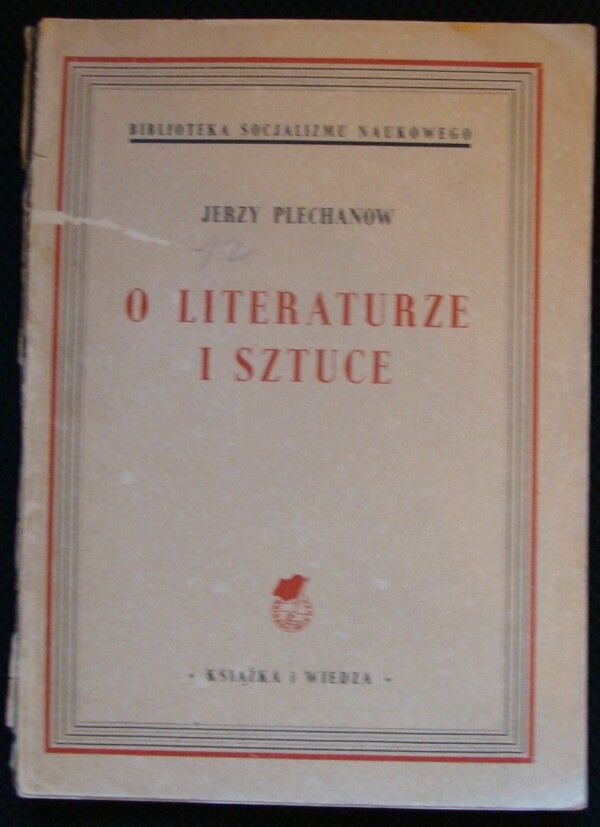 BIBLIOTEKA SOCJALIZMU NAUKOWEGO
JERZY PLECHANOW
O LITERATURZE
I SZTUCE
- KSIĄŻKA i WIEDZA -